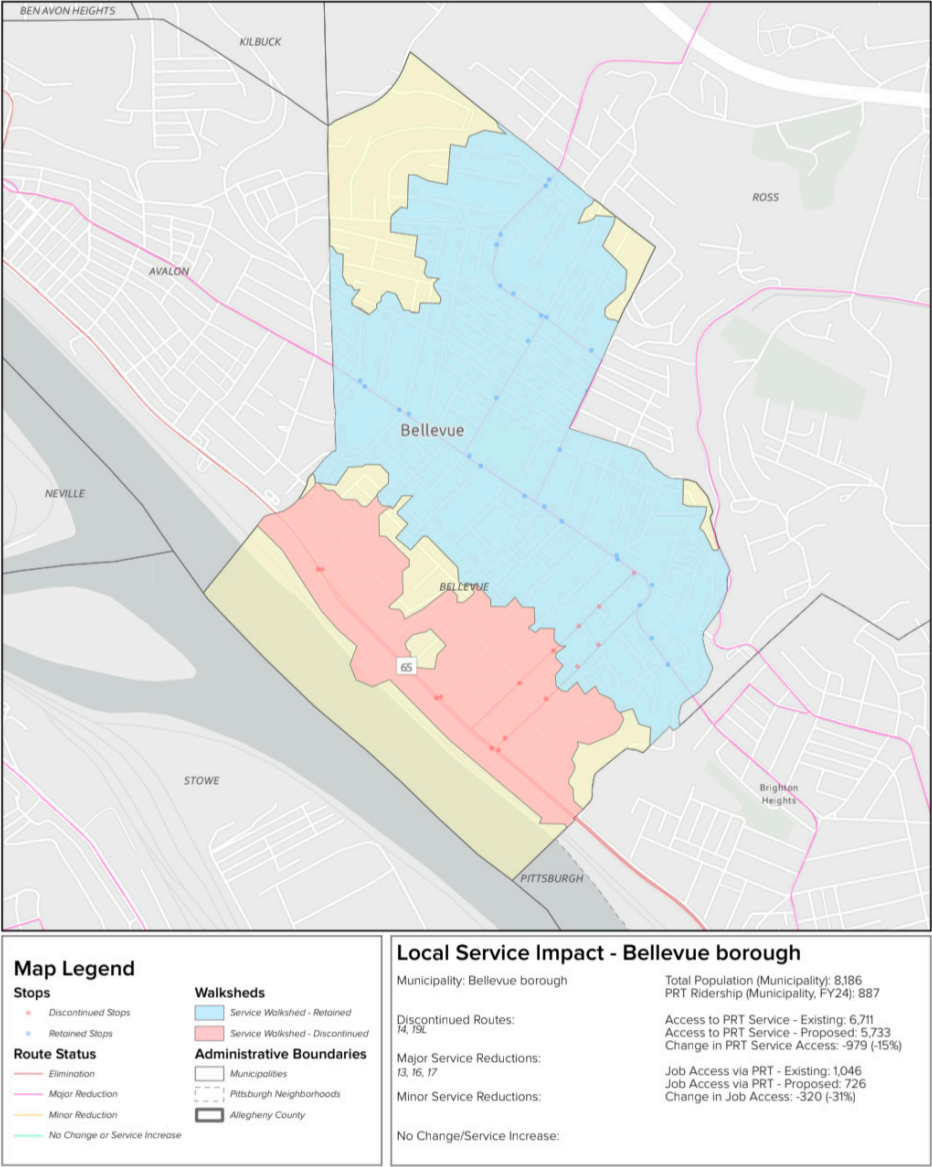 BEN AVON HEIGHTS
KILBUCK
ROSS
AVALON
Bellevue
NEVILLE
BELLEVUE
65
STOWE
Brighton
Heights
PITTSBURGH
Map Legend
Stops
Discontinued Stops
Retained Stops
Route Status
Elimination
Major Reduction
Minor Reduction
No Change or Service Increase
Walksheds
Service Walkshed - Retained
Service Walkshed - Discontinued
Administrative Boundaries
Municipalities
Pittsburgh Neighborhoods
Allegheny County
Local Service Impact - Bellevue borough
Municipality: Bellevue borough
Discontinued Routes:
14, 19L
Major Service Reductions:
13, 16, 17
Minor Service Reductions:
No Change/Service Increase:
Total Population (Municipality): 8,186
PRT Ridership (Municipality, FY24): 887
Access to PRT Service - Existing: 6,711
Access to PRT Service - Proposed: 5,733
Change in PRT Service Access: -979 (-15%)
Job Access via PRT - Existing: 1,046
Job Access via PRT - Proposed: 726
Change in Job Access: -320 (-31%)